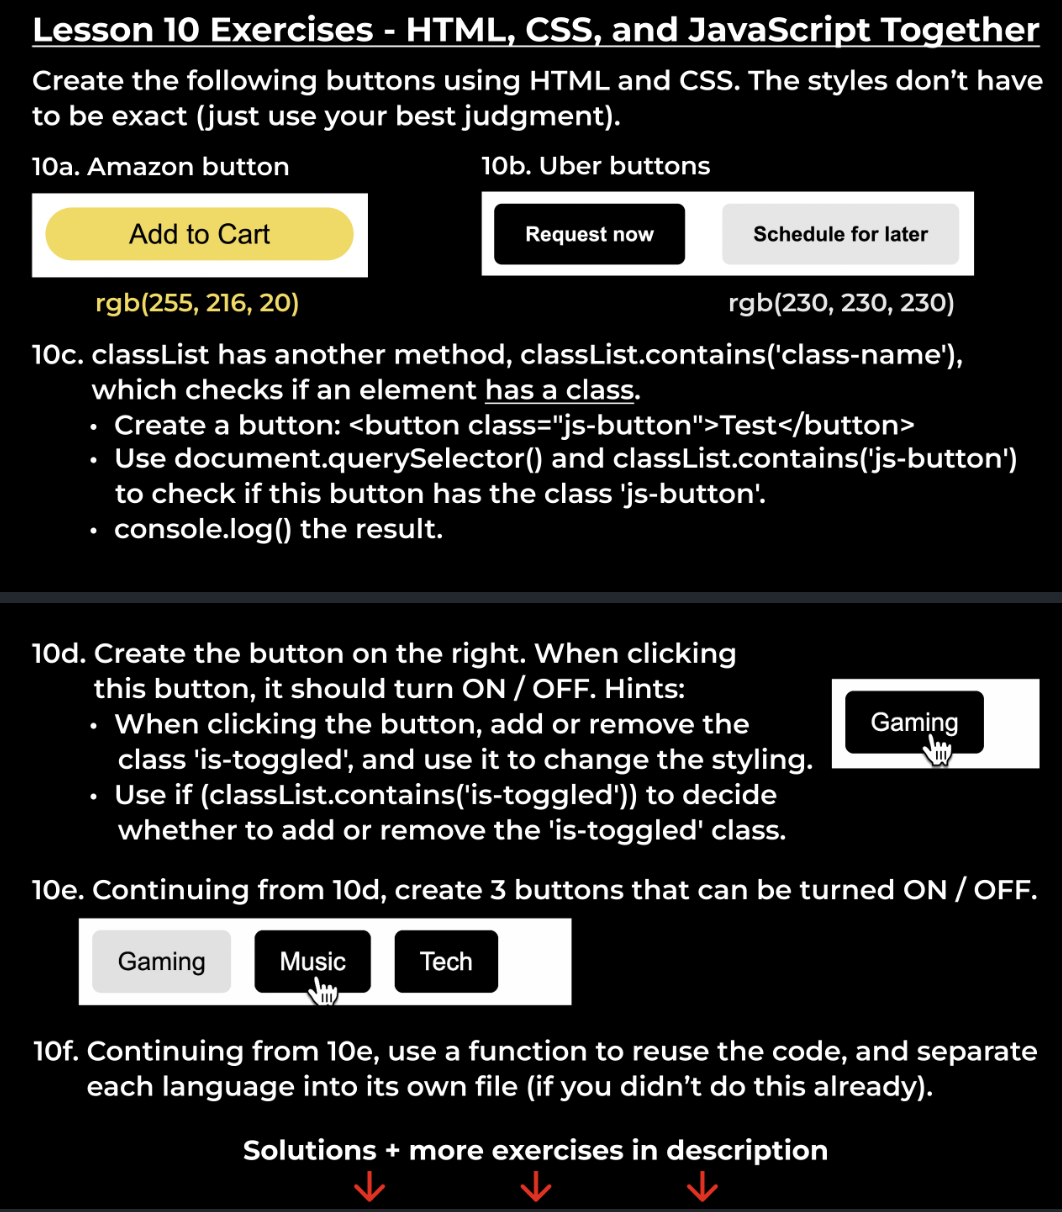 Lesson 10 Exercises - HTML, CSS, and JavaScript Together
Create the following buttons using HTML and CSS. The styles don’t have
to be exact (just use your best judgment).
10a. Amazon button
Add to Cart
rgb(255, 216, 20)
10b. Uber buttons
Request now
Schedule for later
rgb(230, 230, 230)
10c. classList has another method, classList.contains('class-name'),
which checks if an element has a class.
• Create a button: <button class="js-button">Test</button>
• Use document.querySelector() and classList.contains('js-button')
to check if this button has the class 'js-button'.
• console.log() the result.
10d. Create the button on the right. When clicking
this button, it should turn ON / OFF. Hints:
• When clicking the button, add or remove the
class 'is-toggled', and use it to change the styling.
• Use if (classList.contains('is-toggled')) to decide
whether to add or remove the 'is-toggled' class.
Gaming
10e. Continuing from 10d, create 3 buttons that can be turned ON / OFF.
Gaming
Music
Tech
10f. Continuing from 10e, use a function to reuse the code, and separate
each language into its own file (if you didn’t do this already).
Solutions + more exercises in description